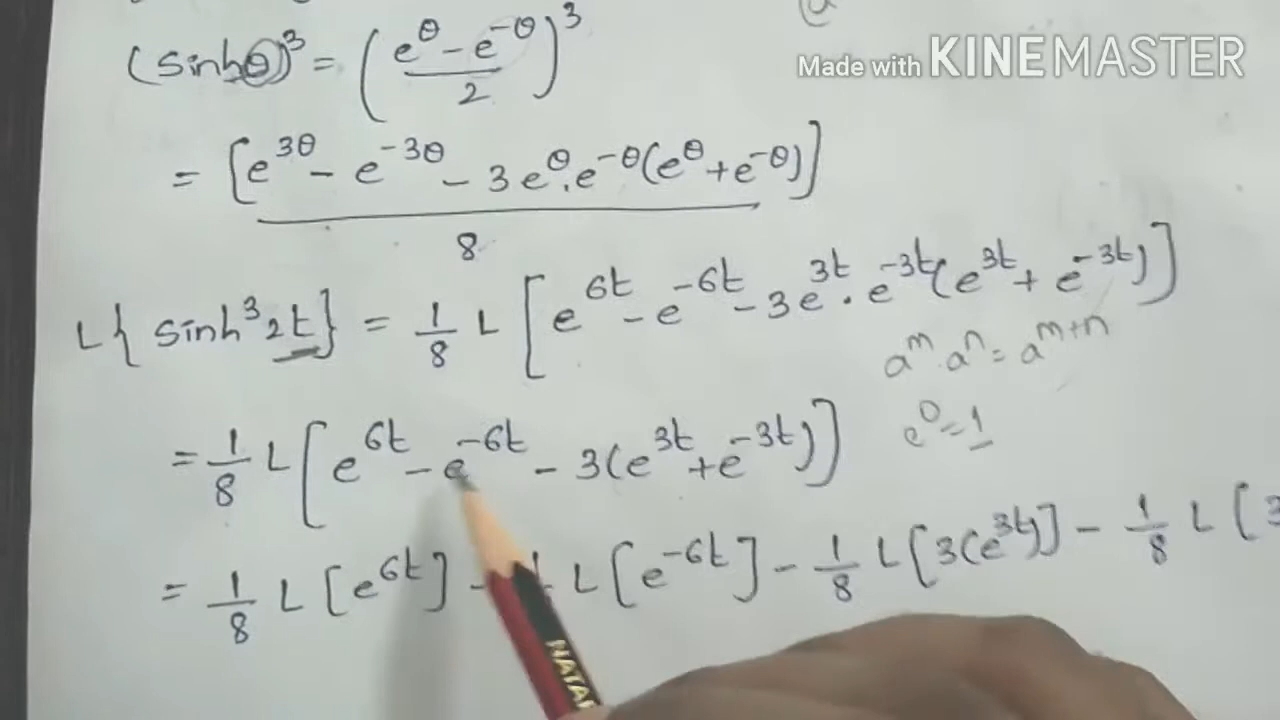 Made with KINEMASTER
(sinhθ)³ = ((e^θ - e^-θ)/2)³
= [e^3θ - e^-3θ - 3e^θ.e^-θ(e^θ + e^-θ)]
8
L{sinh³2t} = 1/8 L[e^6t - e^-6t - 3e^3t.e^-3t(e^3t + e^-3t)]
a^m.a^n = a^m+n
= 1/8 L[e^6t - e^-6t - 3(e^3t + e^-3t)]
e^0 = 1
= 1/8 L[e^6t] - L[e^-6t] - 1/8 L[3(e^3t)] - 1/8 L[3
NATA